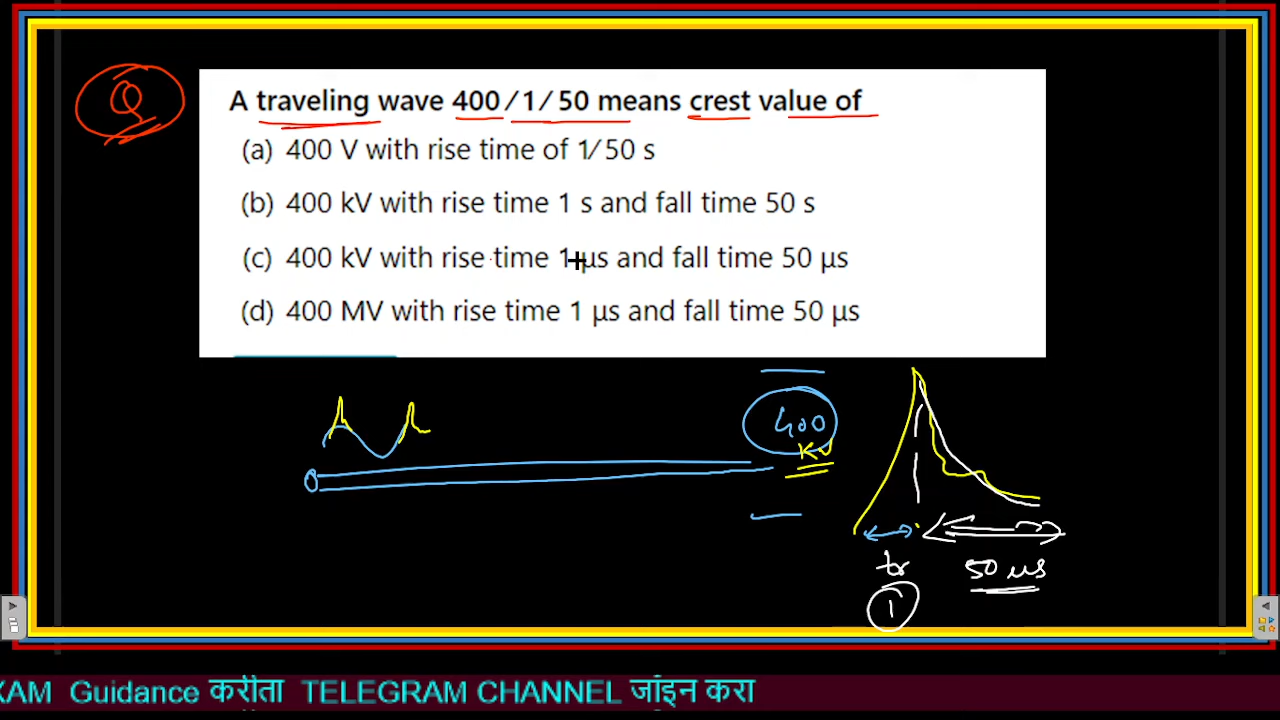 Q
A traveling wave 400/1/50 means crest value of
(a) 400 V with rise time of 1/50 s
(b) 400 kV with rise time 1 s and fall time 50 s
(c) 400 kV with rise time 1 µs and fall time 50 µs
(d) 400 MV with rise time 1 µs and fall time 50 µs
400
KV
tr
50 us
1
XAM Guidance करीता TELEGRAM CHANNEL जॉइन करा